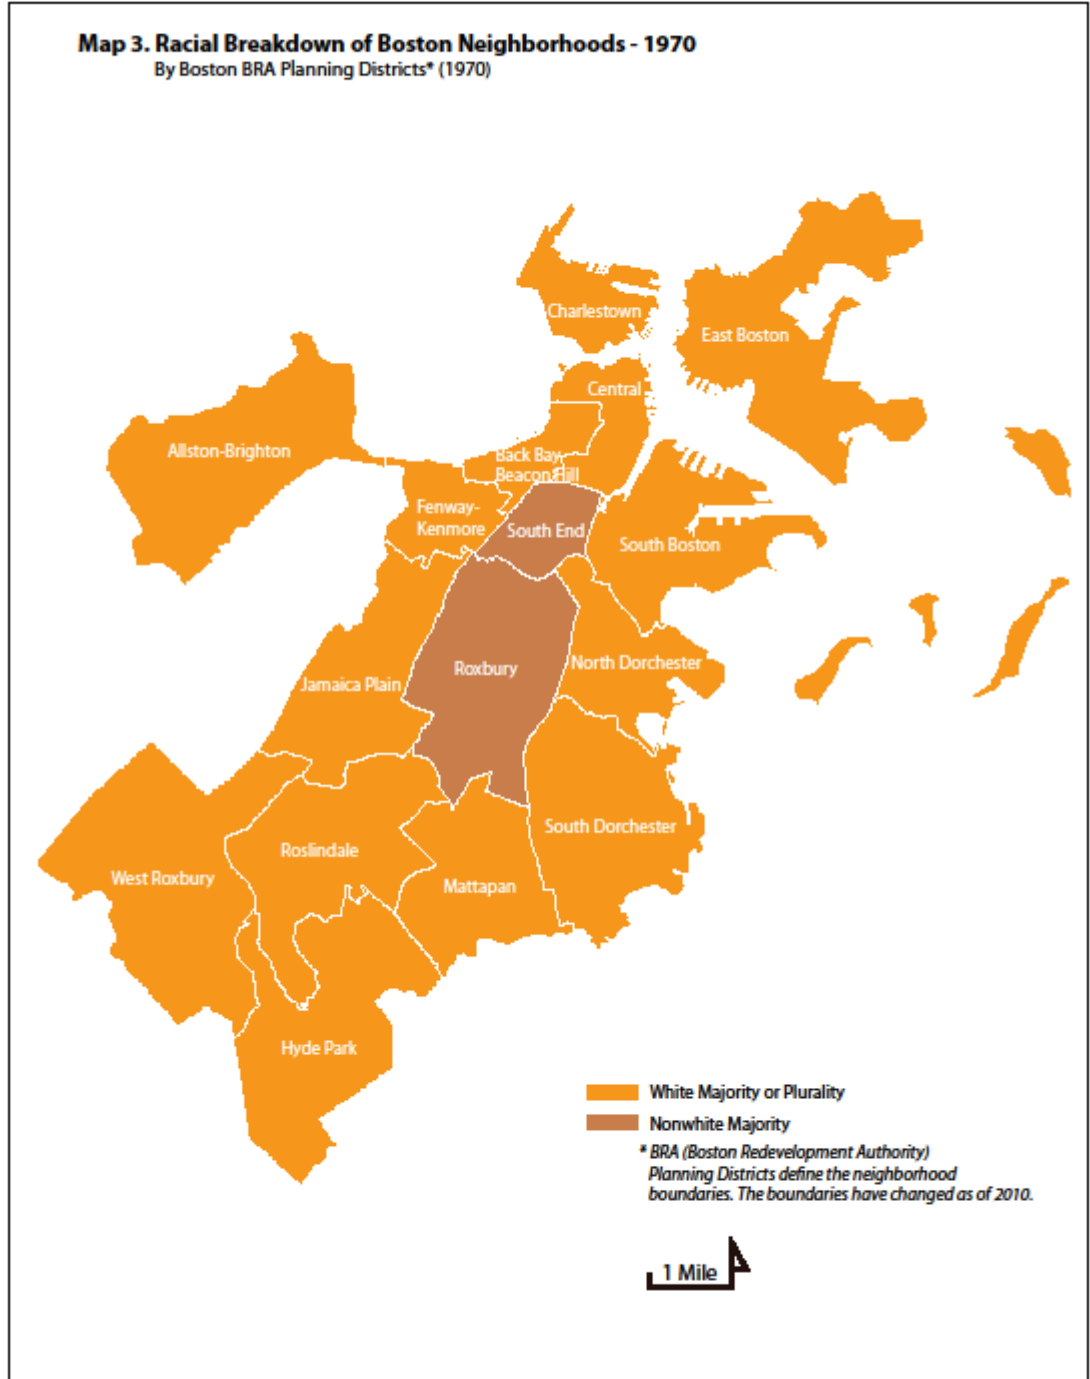 Map 3. Racial Breakdown of Boston Neighborhoods - 1970
By Boston BRA Planning Districts* (1970)
Charlestown
East Boston
Central
Allston-Brighton
Back Bay
Beacon Hill
Fenway-
Kenmore
South End
South Boston
North Dorchester
Roxbury
Jamaica Plain
South Dorchester
Roslindale
West Roxbury
Mattapan
Hyde Park
White Majority or Plurality
Nonwhite Majority
* BRA (Boston Redevelopment Authority)
Planning Districts define the neighborhood
boundaries. The boundaries have changed as of 2010.
1 Mile